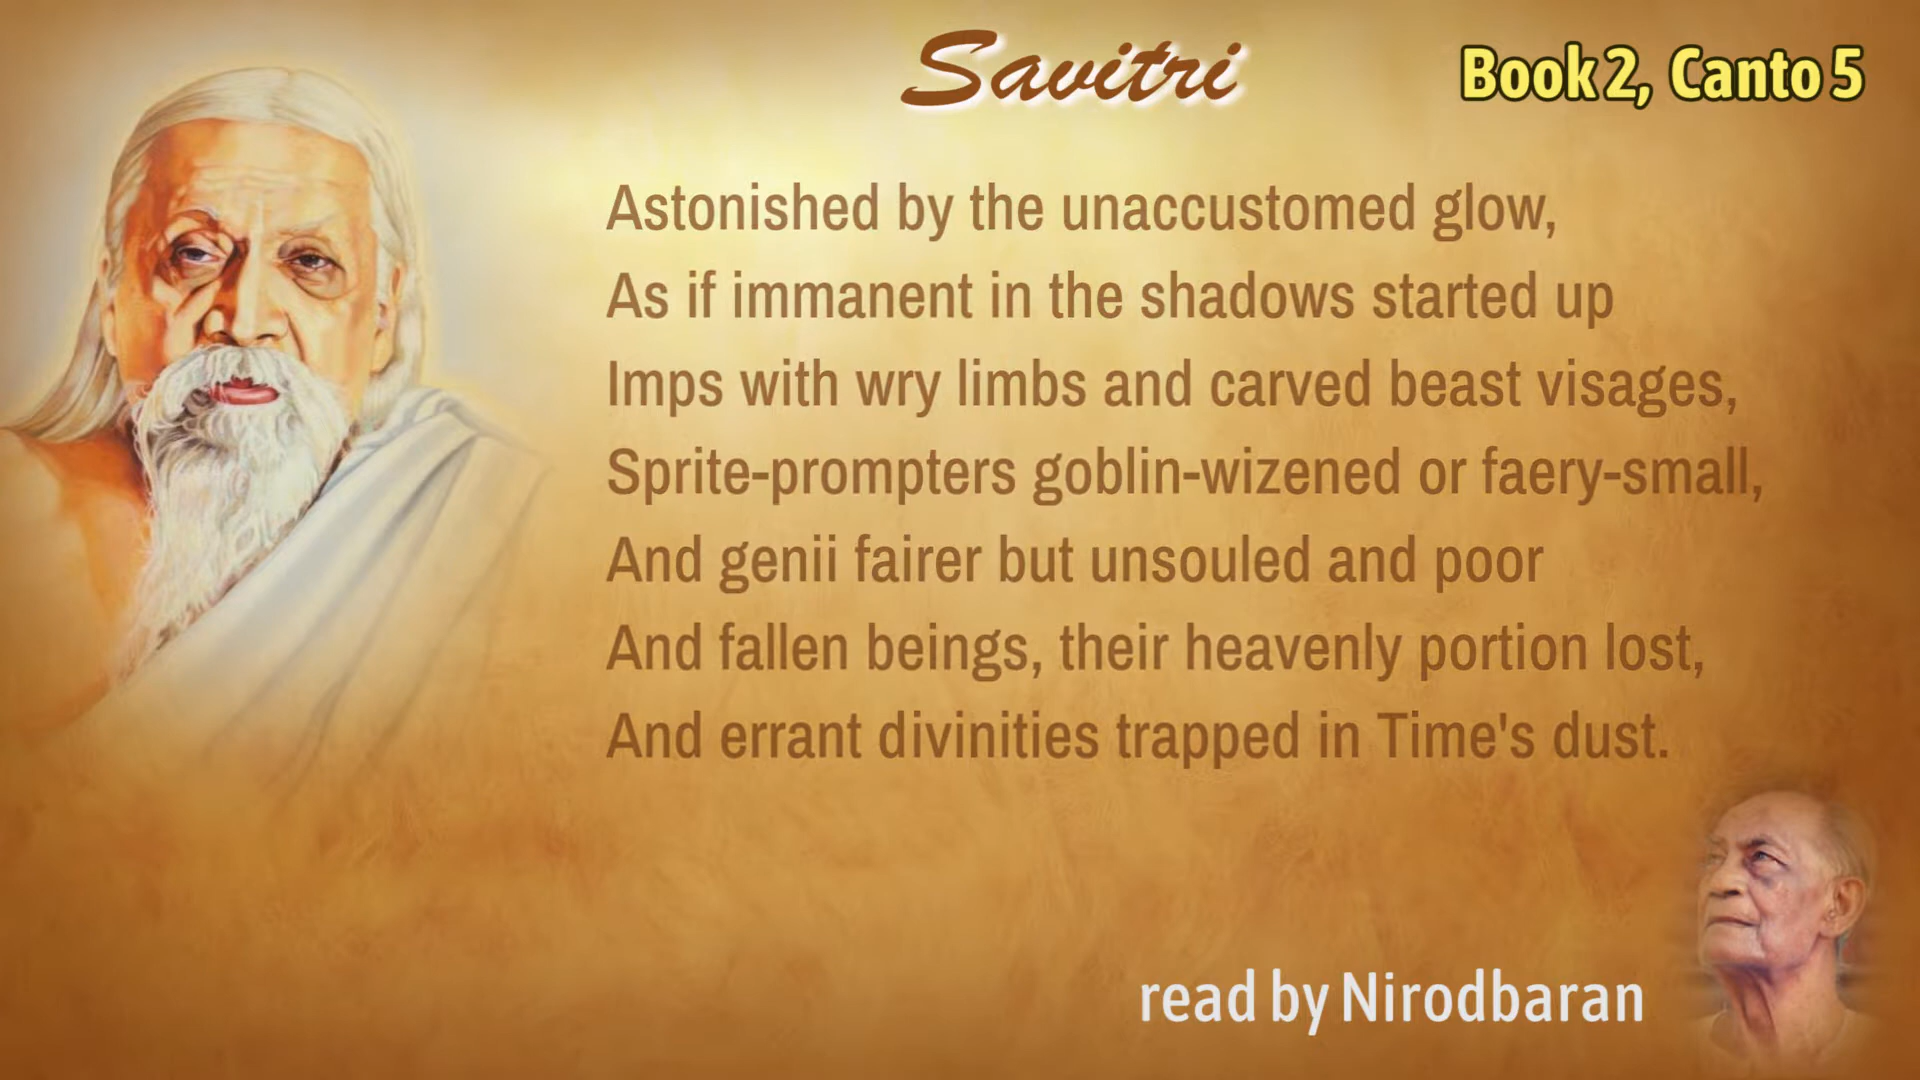 Savitri
Book 2, Canto 5
Astonished by the unaccustomed glow,
As if immanent in the shadows started up
Imps with wry limbs and carved beast visages,
Sprite-prompters goblin-wizened or faery-small,
And genii fairer but unsouled and poor
And fallen beings, their heavenly portion lost,
And errant divinities trapped in Time's dust.
read by Nirodbaran